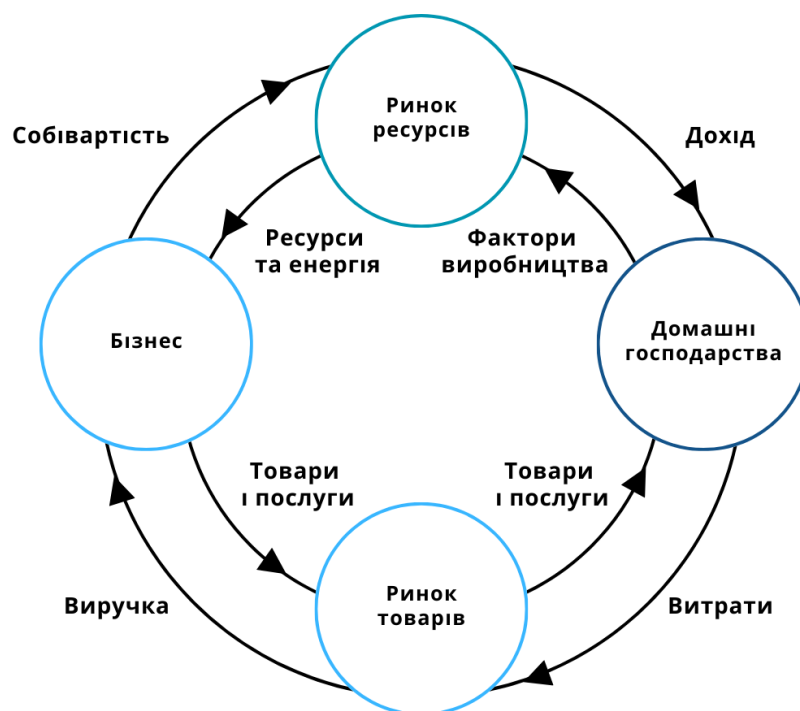 Ринок
ресурсів
Собівартість
Дохід
Ресурси
та енергія
Фактори
виробництва
Бізнес
Домашні
господарства
Товари
і послуги
Товари
і послуги
Ринок
товарів
Виручка
Витрати